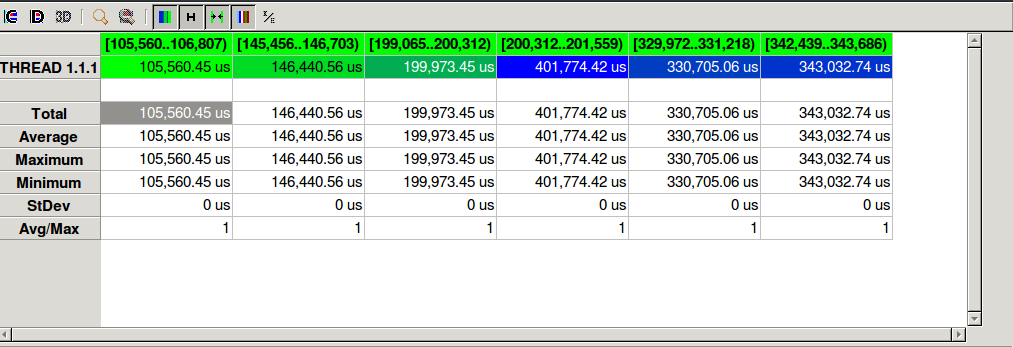 3D
H
Σ/Ε
[105,560..106,807) [145,456..146,703) [199,065..200,312) [200,312..201,559) [329,972..331,218) [342,439..343,686)
THREAD 1.1.1 105,560.45 us 146,440.56 us 199,973.45 us 401,774.42 us 330,705.06 us 343,032.74 us
Total 105,560.45 us 146,440.56 us 199,973.45 us 401,774.42 us 330,705.06 us 343,032.74 us
Average 105,560.45 us 146,440.56 us 199,973.45 us 401,774.42 us 330,705.06 us 343,032.74 us
Maximum 105,560.45 us 146,440.56 us 199,973.45 us 401,774.42 us 330,705.06 us 343,032.74 us
Minimum 105,560.45 us 146,440.56 us 199,973.45 us 401,774.42 us 330,705.06 us 343,032.74 us
StDev 0 us 0 us 0 us 0 us 0 us 0 us
Avg/Max 1 1 1 1 1 1